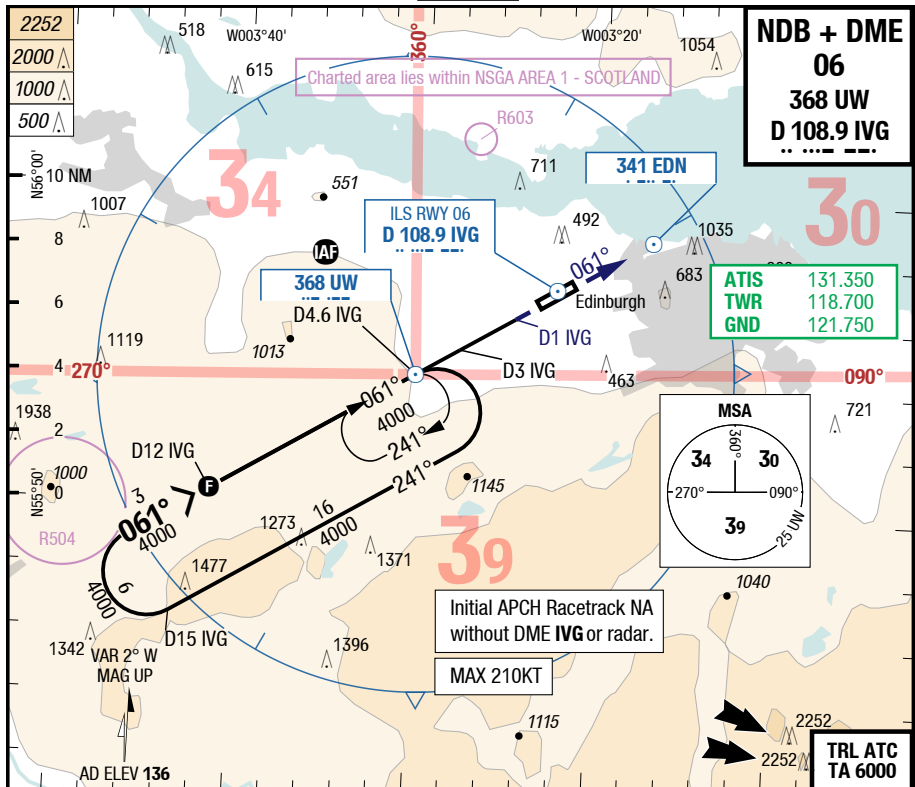 2252
2000
1000
500
518
W003°40'
615
360°
W003°20'
1054
Charted area lies within NSGA AREA 1 - SCOTLAND
R603
NDB + DME
06
368 UW
D 108.9 IVG
N56°00'
10 NM
34
551
711
341 EDN
1007
ILS RWY 06
D 108.9 IVG
492
1035
30
8
IAF
061°
683
368 UW
6
Edinburgh
ATIS 131.350
TWR 118.700
GND 121.750
D4.6 IVG
D1 IVG
1119
1013
D3 IVG
4
270°
463
090°
061°
4000
241°
1938
2
721
D12 IVG
241°
MSA
360°
34
30
270°
090°
39
25 UW
1000
N55°50'
0
F
3
061°
4000
1145
R504
16
4000
1273
1371
39
1477
6
4000
1040
Initial APCH Racetrack NA
without DME IVG or radar.
D15 IVG
1342
1396
VAR 2° W
MAG UP
MAX 210KT
1115
2252
2252
AD ELEV 136
TRL ATC
TA 6000